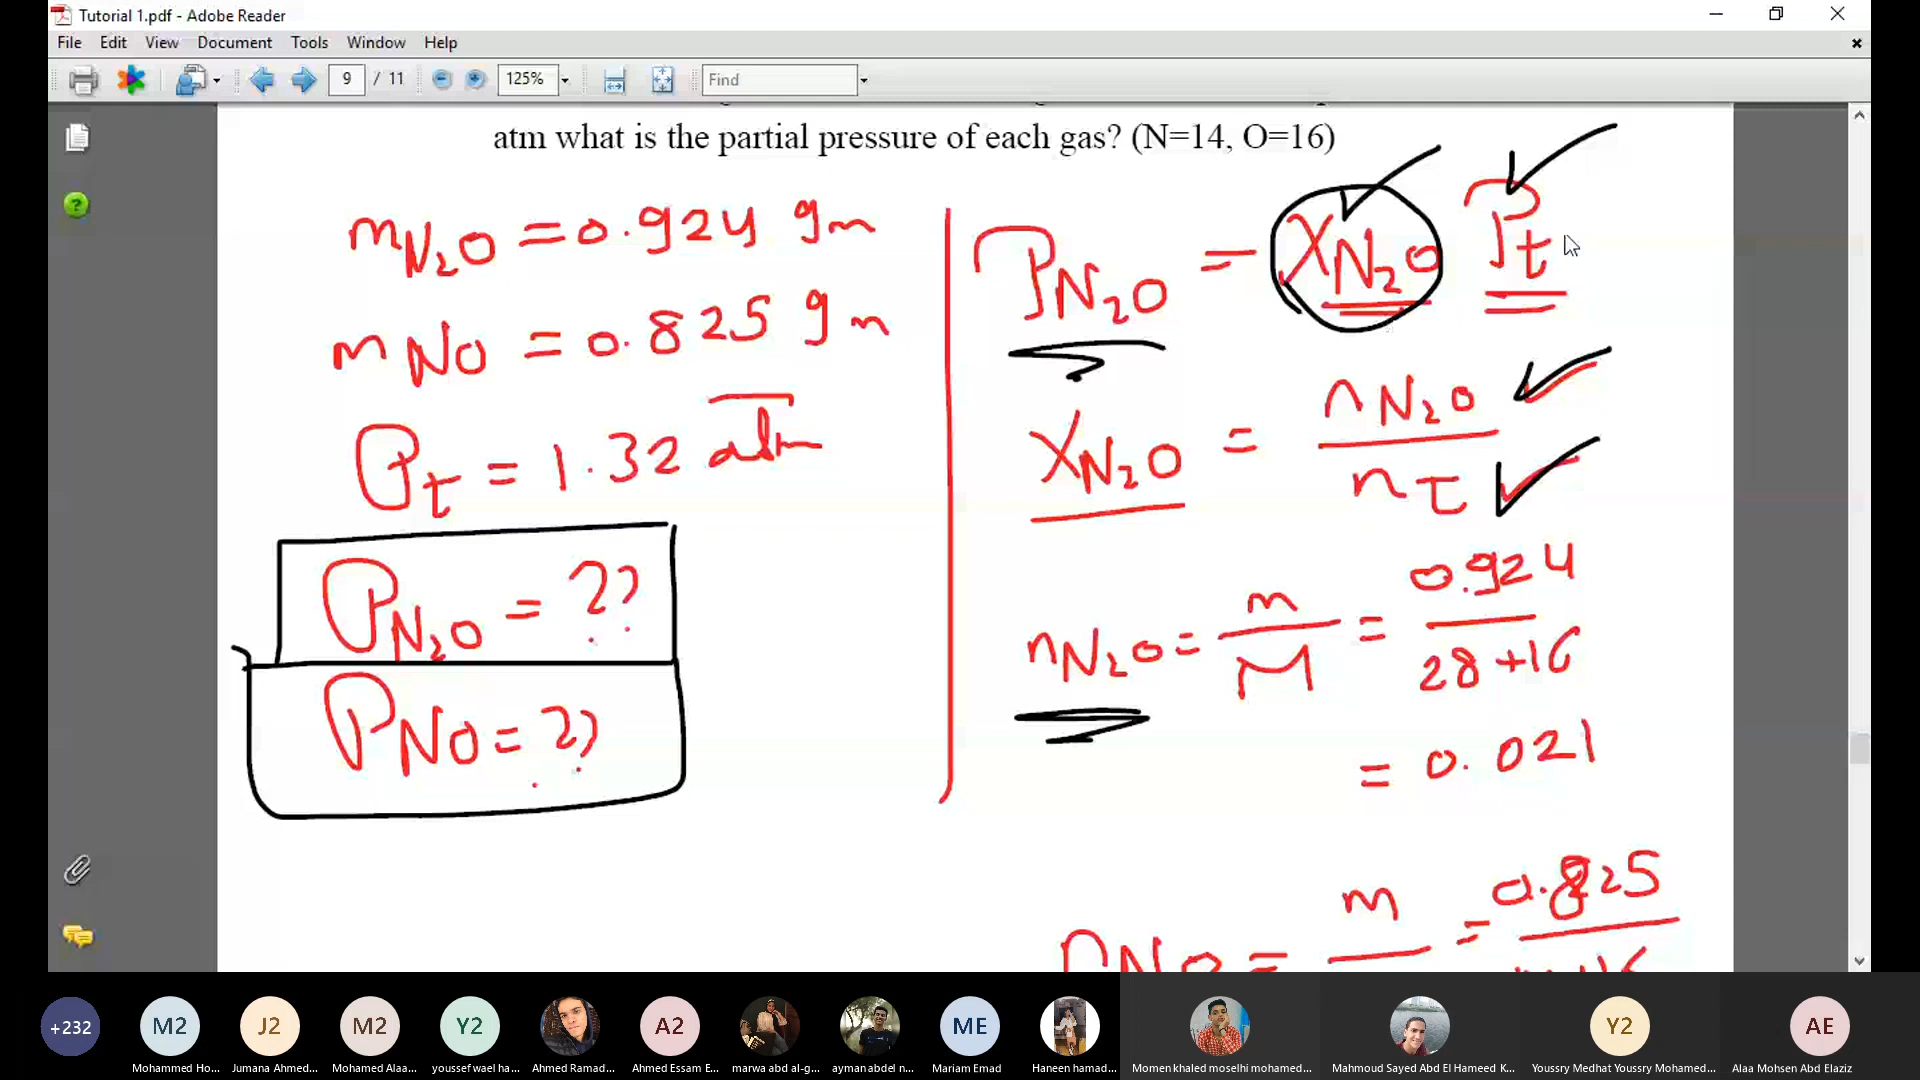 Tutorial 1.pdf - Adobe Reader
File Edit View Document Tools Window Help
9 / 11 125% Find
atm what is the partial pressure of each gas? (N=14, O=16)
mN₂O = 0.924 gm
mNO = 0.825 gm
Pt = 1.32 atm
PN₂O = ??
PNO = ??
PN₂O = XN₂O Pt
XN₂O = nN₂O
nt
nN₂O = m = 0.924
M 28+16
= 0.021
nNO = m = 0.825
+232
M2 J2 M2 Y2 A2 ME Y2 AE
Mohammed Ho... Jumana Ahmed... Mohamed Alaa... youssef wael ha... Ahmed Ramad... Ahmed Essam E... marwa abd al-g... ayman abdel n... Mariam Emad Haneen hamad... Momen khaled moselhi mohamed... Mahmoud Sayed Abd El Hameed K... Youssry Medhat Youssry Mohamed... Alaa Mohsen Abd Elaziz